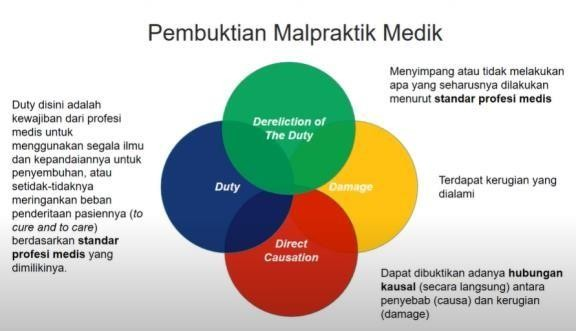 Pembuktian Malpraktik Medik
Menyimpang atau tidak melakukan
apa yang seharusnya dilakukan
menurut standar profesi medis
Dereliction of
The Duty
Duty disini adalah
kewajiban dari profesi
medis untuk
menggunakan segala ilmu
dan kepandaiannya untuk
penyembuhan, atau
setidak-tidaknya
meringankan beban
penderitaan pasiennya (to
cure and to care)
berdasarkan standar
profesi medis yang
dimilikinya.
Duty
Damage
Terdapat kerugian yang
dialami
Direct
Causation
Dapat dibuktikan adanya hubungan
kausal (secara langsung) antara
penyebab (causa) dan kerugian
(damage)